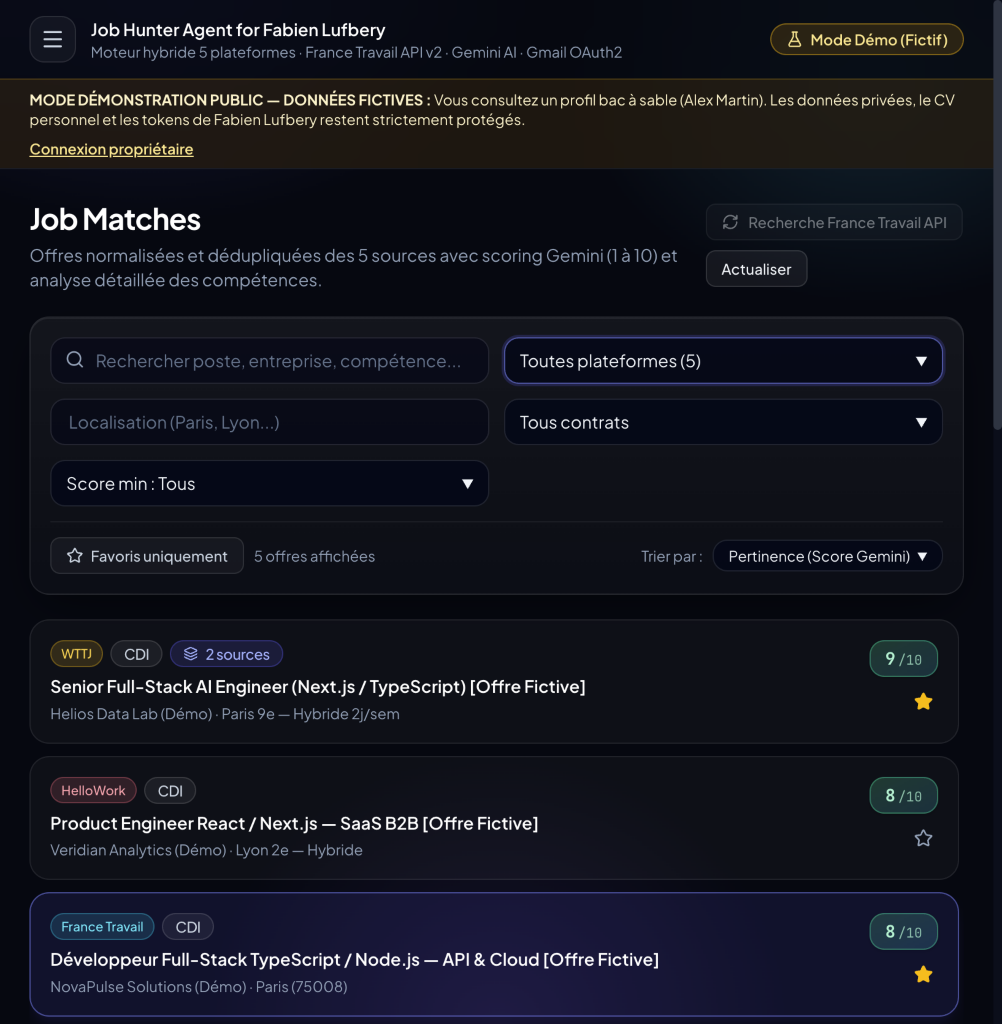 Job Hunter Agent for Fabien Lufbery
Moteur hybride 5 plateformes · France Travail API v2 · Gemini AI · Gmail OAuth2
Mode Démo (Fictif)
MODE DÉMONSTRATION PUBLIC — DONNÉES FICTIVES : Vous consultez un profil bac à sable (Alex Martin). Les données privées, le CV
personnel et les tokens de Fabien Lufbery restent strictement protégés.
Connexion propriétaire
Job Matches
Offres normalisées et dédupliquées des 5 sources avec scoring Gemini (1 à 10) et
analyse détaillée des compétences.
Recherche France Travail API
Actualiser
Rechercher poste, entreprise, compétence...
Toutes plateformes (5)
Localisation (Paris, Lyon...)
Tous contrats
Score min : Tous
Favoris uniquement
5 offres affichées
Trier par :
Pertinence (Score Gemini)
WTTJ
CDI
2 sources
9 /10
Senior Full-Stack AI Engineer (Next.js / TypeScript) [Offre Fictive]
Helios Data Lab (Démo) · Paris 9e — Hybride 2j/sem
HelloWork
CDI
8 /10
Product Engineer React / Next.js — SaaS B2B [Offre Fictive]
Veridian Analytics (Démo) · Lyon 2e — Hybride
France Travail
CDI
8 /10
Développeur Full-Stack TypeScript / Node.js — API & Cloud [Offre Fictive]
NovaPulse Solutions (Démo) · Paris (75008)